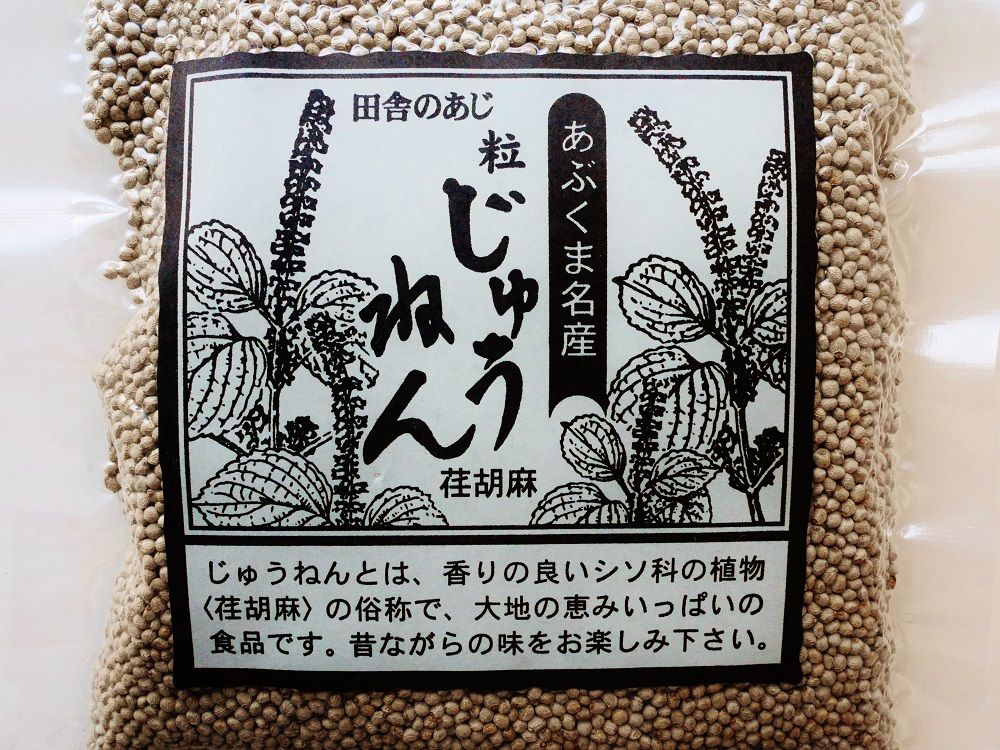 田舎のあじ
あぶくま名産
粒
じゅう
ねん
荏胡麻
じゅうねんとは、香りの良いシソ科の植物
〈荏胡麻〉の俗称で、大地の恵みいっぱいの
食品です。昔ながらの味をお楽しみ下さい。